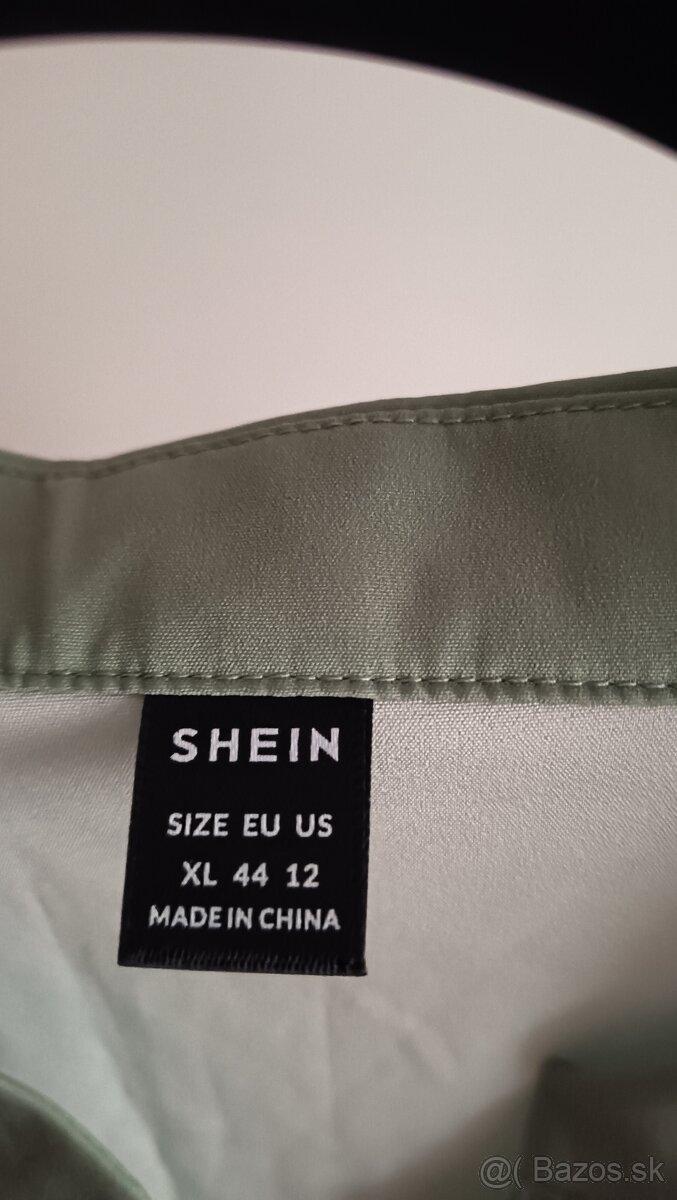 SHEIN
SIZE EU US
XL 44 12
MADE IN CHINA
@( Bazos.sk